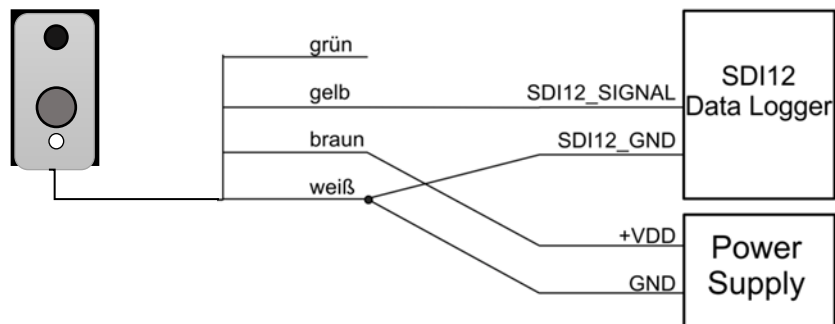 grün
gelb
braun
weiß
SDI12_SIGNAL
SDI12_GND
+VDD
GND
SDI12
Data Logger
Power
Supply